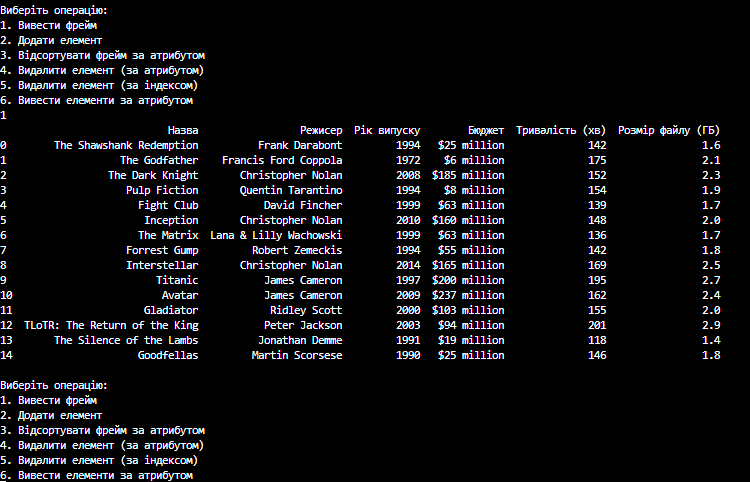 Виберіть операцію:
1. Вивести фрейм
2. Додати елемент
3. Відсортувати фрейм за атрибутом
4. Видалити елемент (за атрибутом)
5. Видалити елемент (за індексом)
6. Вивести елементи за атрибутом
1
Назва Режисер Рік випуску Бюджет Тривалість (хв) Розмір файлу (ГБ)
0 The Shawshank Redemption Frank Darabont 1994 $25 million 142 1.6
1 The Godfather Francis Ford Coppola 1972 $6 million 175 2.1
2 The Dark Knight Christopher Nolan 2008 $185 million 152 2.3
3 Pulp Fiction Quentin Tarantino 1994 $8 million 154 1.9
4 Fight Club David Fincher 1999 $63 million 139 1.7
5 Inception Christopher Nolan 2010 $160 million 148 2.0
6 The Matrix Lana & Lilly Wachowski 1999 $63 million 136 1.7
7 Forrest Gump Robert Zemeckis 1994 $55 million 142 1.8
8 Interstellar Christopher Nolan 2014 $165 million 169 2.5
9 Titanic James Cameron 1997 $200 million 195 2.7
10 Avatar James Cameron 2009 $237 million 162 2.4
11 Gladiator Ridley Scott 2000 $103 million 155 2.0
12 TLoTR: The Return of the King Peter Jackson 2003 $94 million 201 2.9
13 The Silence of the Lambs Jonathan Demme 1991 $19 million 118 1.4
14 Goodfellas Martin Scorsese 1990 $25 million 146 1.8
Виберіть операцію:
1. Вивести фрейм
2. Додати елемент
3. Відсортувати фрейм за атрибутом
4. Видалити елемент (за атрибутом)
5. Видалити елемент (за індексом)
6. Вивести елементи за атрибутом